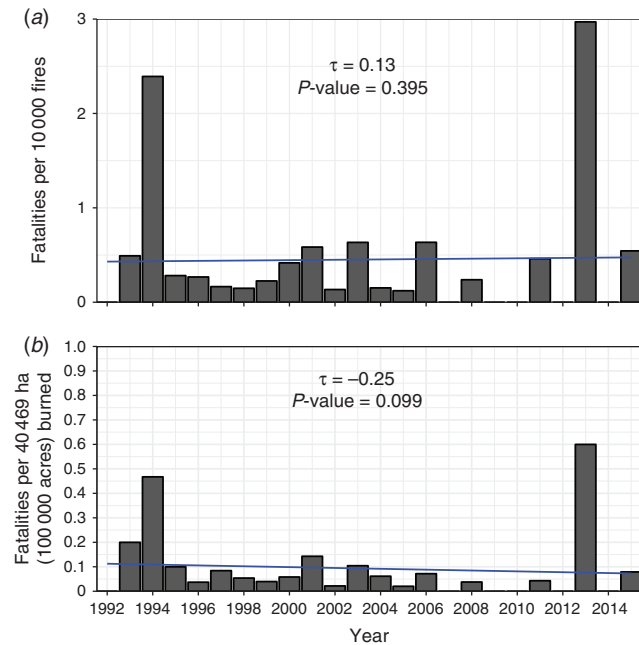 (a)
3
2
1
0
Fatalities per 10 000 fires
τ = 0.13
P-value = 0.395
(b)
1.0
0.9
0.8
0.7
0.6
0.5
0.4
0.3
0.2
0.1
0
Fatalities per 40 469 ha
(100 000 acres) burned
τ = –0.25
P-value = 0.099
1992 1994 1996 1998 2000 2002 2004 2006 2008 2010 2012 2014
Year